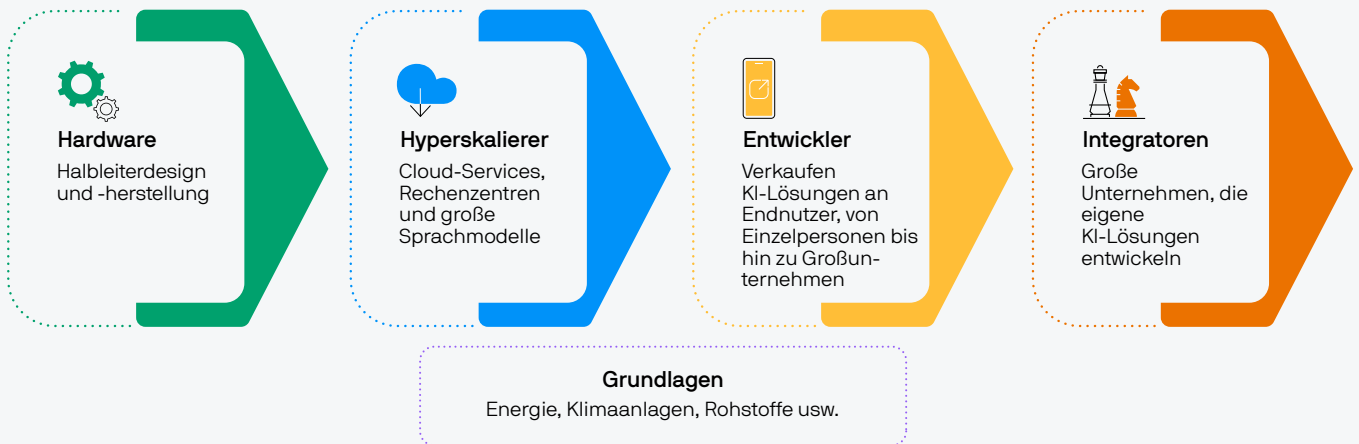 Hardware
Halbleiterdesign
und -herstellung
Hyperskalierer
Cloud-Services,
Rechenzentren
und große
Sprachmodelle
Entwickler
Verkaufen
KI-Lösungen an
Endnutzer, von
Einzelpersonen bis
hin zu Großun-
ternehmen
Integratoren
Große
Unternehmen, die
eigene
KI-Lösungen
entwickeln
Grundlagen
Energie, Klimaanlagen, Rohstoffe usw.